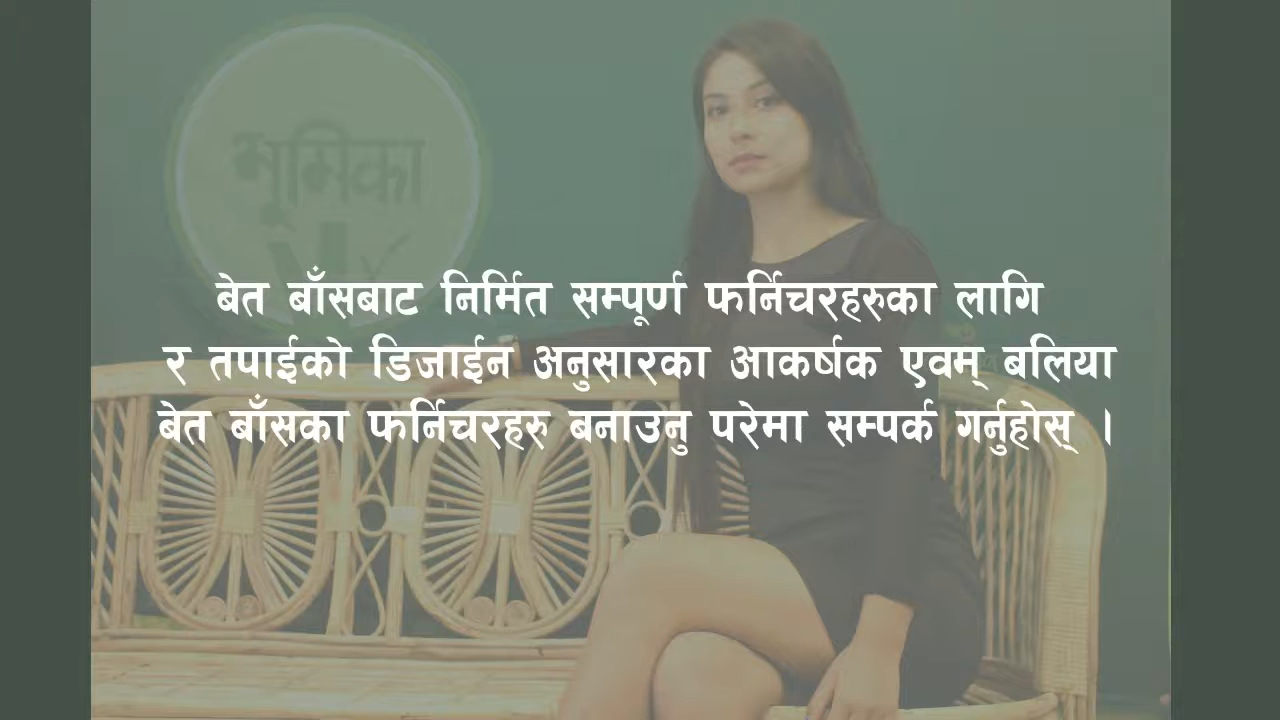 भूमिका
बेत बाँसबाट निर्मित सम्पूर्ण फर्निचरहरुका लागि
र तपाईको डिजाईन अनुसारका आकर्षक एवम् बलिया
बेत बाँसका फर्निचरहरु बनाउनु परेमा सम्पर्क गर्नुहोस् ।